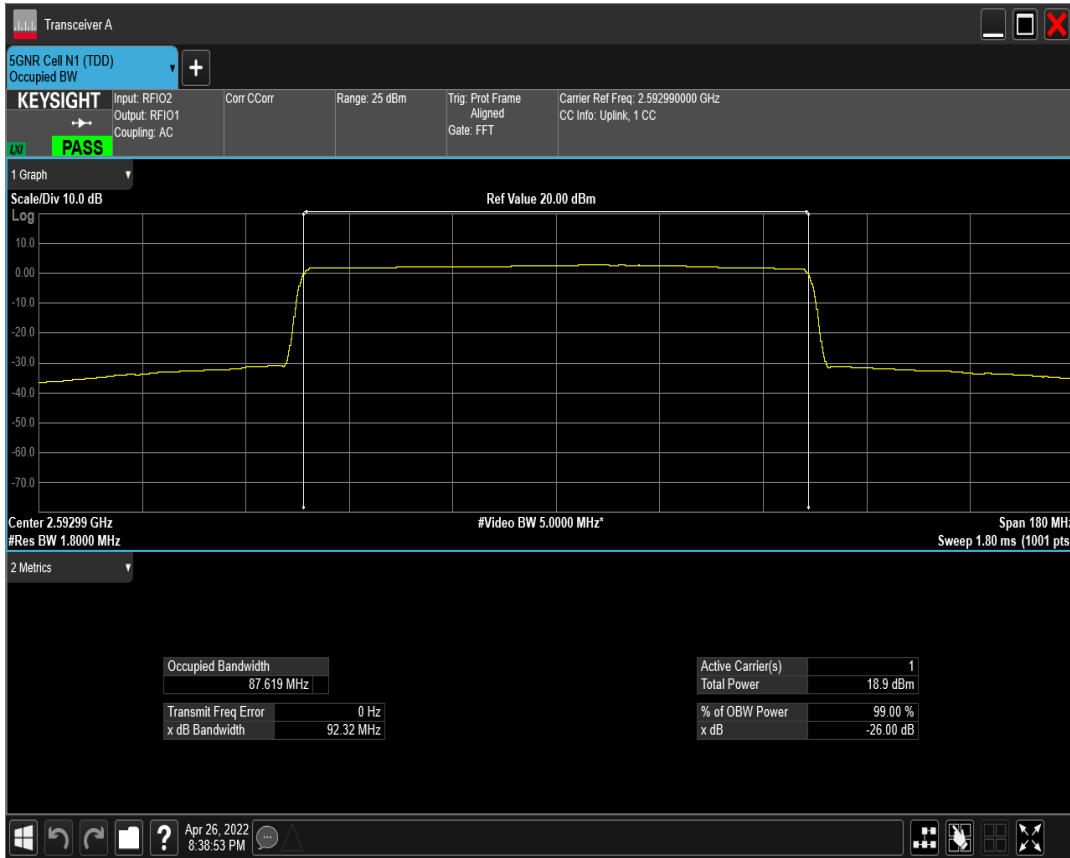 Transceiver A
5GNR Cell N1 (TDD)
Occupied BW
+
KEYSIGHT
LXI
PASS
Input: RFIO2
Output: RFIO1
Coupling: AC
Corr CCorr
Range: 25 dBm
Trig: Prot Frame
Aligned
Gate: FFT
Carrier Ref Freq: 2.592990000 GHz
CC Info: Uplink, 1 CC
1 Graph
Scale/Div 10.0 dB
Ref Value 20.00 dBm
Log
10.0
0.00
-10.0
-20.0
-30.0
-40.0
-50.0
-60.0
-70.0
Center 2.59299 GHz
#Video BW 5.0000 MHz*
Span 180 MHz
#Res BW 1.8000 MHz
Sweep 1.80 ms (1001 pts
2 Metrics
Occupied Bandwidth
87.619 MHz
Transmit Freq Error 0 Hz
x dB Bandwidth 92.32 MHz
Active Carrier(s) 1
Total Power 18.9 dBm
% of OBW Power 99.00 %
x dB -26.00 dB
?
Apr 26, 2022
8:38:53 PM